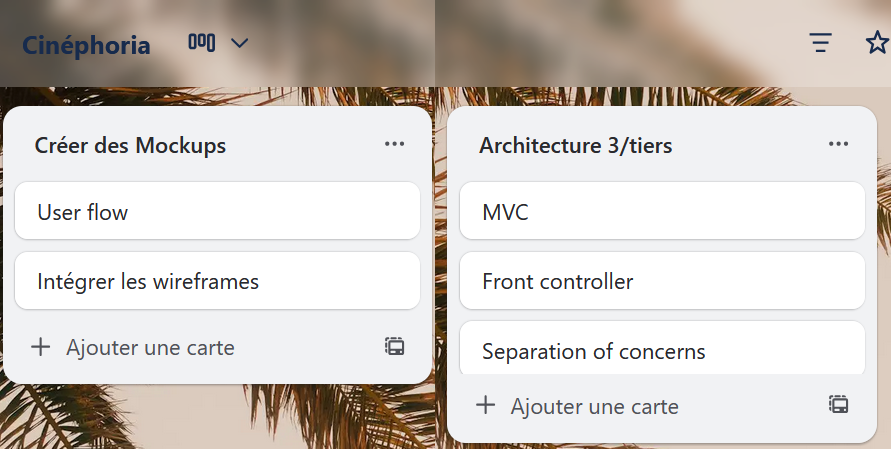 Cinéphoria
Créer des Mockups
User flow
Intégrer les wireframes
Ajouter une carte
Architecture 3/tiers
MVC
Front controller
Separation of concerns
Ajouter une carte